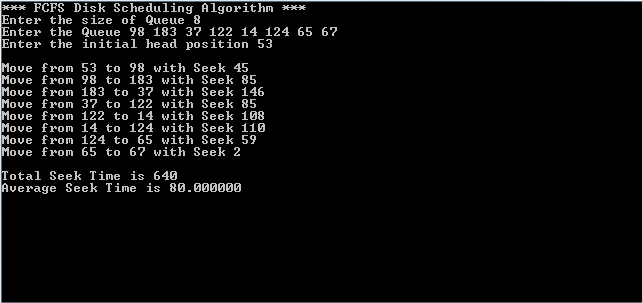 *** FCFS Disk Scheduling Algorithm ***
Enter the size of Queue 8
Enter the Queue 98 183 37 122 14 124 65 67
Enter the initial head position 53
Move from 53 to 98 with Seek 45
Move from 98 to 183 with Seek 85
Move from 183 to 37 with Seek 146
Move from 37 to 122 with Seek 85
Move from 122 to 14 with Seek 108
Move from 14 to 124 with Seek 110
Move from 124 to 65 with Seek 59
Move from 65 to 67 with Seek 2
Total Seek Time is 640
Average Seek Time is 80.000000